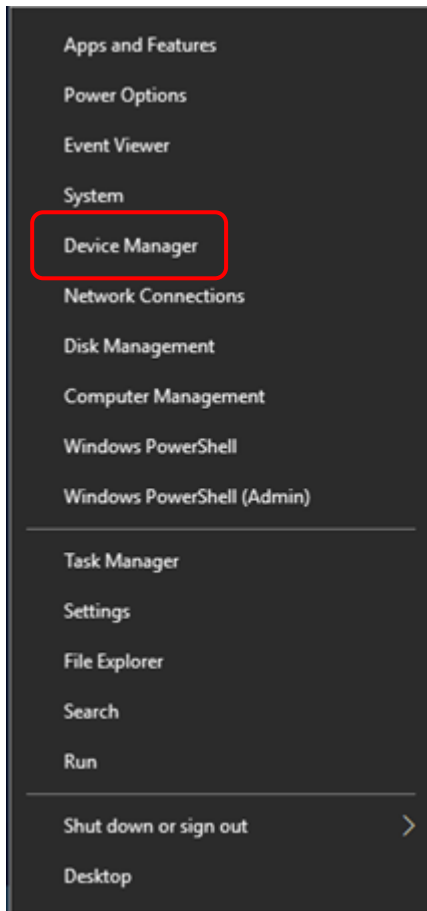 Apps and Features
Power Options
Event Viewer
System
Device Manager
Network Connections
Disk Management
Computer Management
Windows PowerShell
Windows PowerShell (Admin)
Task Manager
Settings
File Explorer
Search
Run
Shut down or sign out
Desktop